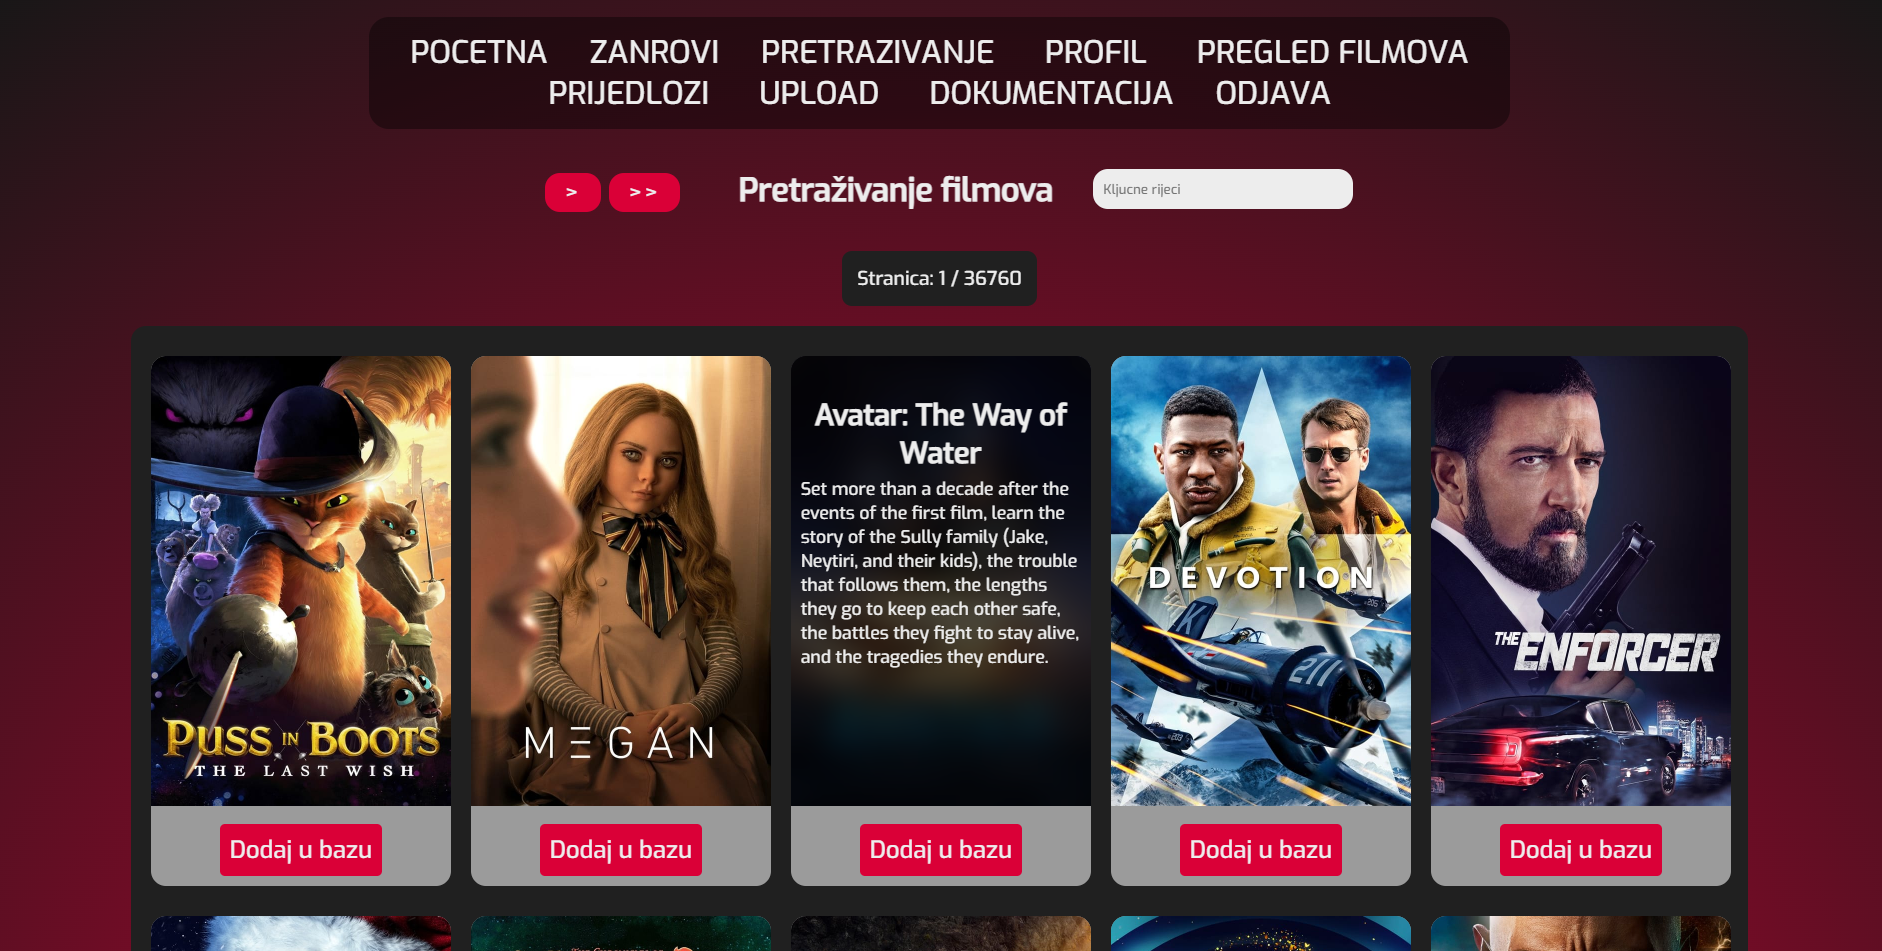 POCETNA ZANROVI PRETRAZIVANJE PROFIL PREGLED FILMOVA
PRIJEDLOZI UPLOAD DOKUMENTACIJA ODJAVA
> >> Pretraživanje filmova Kljucne rijeci
Stranica: 1 / 36760
PUSS IN BOOTS
THE LAST WISH
MEGAN
Avatar: The Way of
Water
Set more than a decade after the
events of the first film, learn the
story of the Sully family (Jake,
Neytiri, and their kids), the trouble
that follows them, the lengths
they go to keep each other safe,
the battles they fight to stay alive,
and the tragedies they endure.
DEVOTION
K
211
205
203
THE ENFORCER
Dodaj u bazu Dodaj u bazu Dodaj u bazu Dodaj u bazu Dodaj u bazu